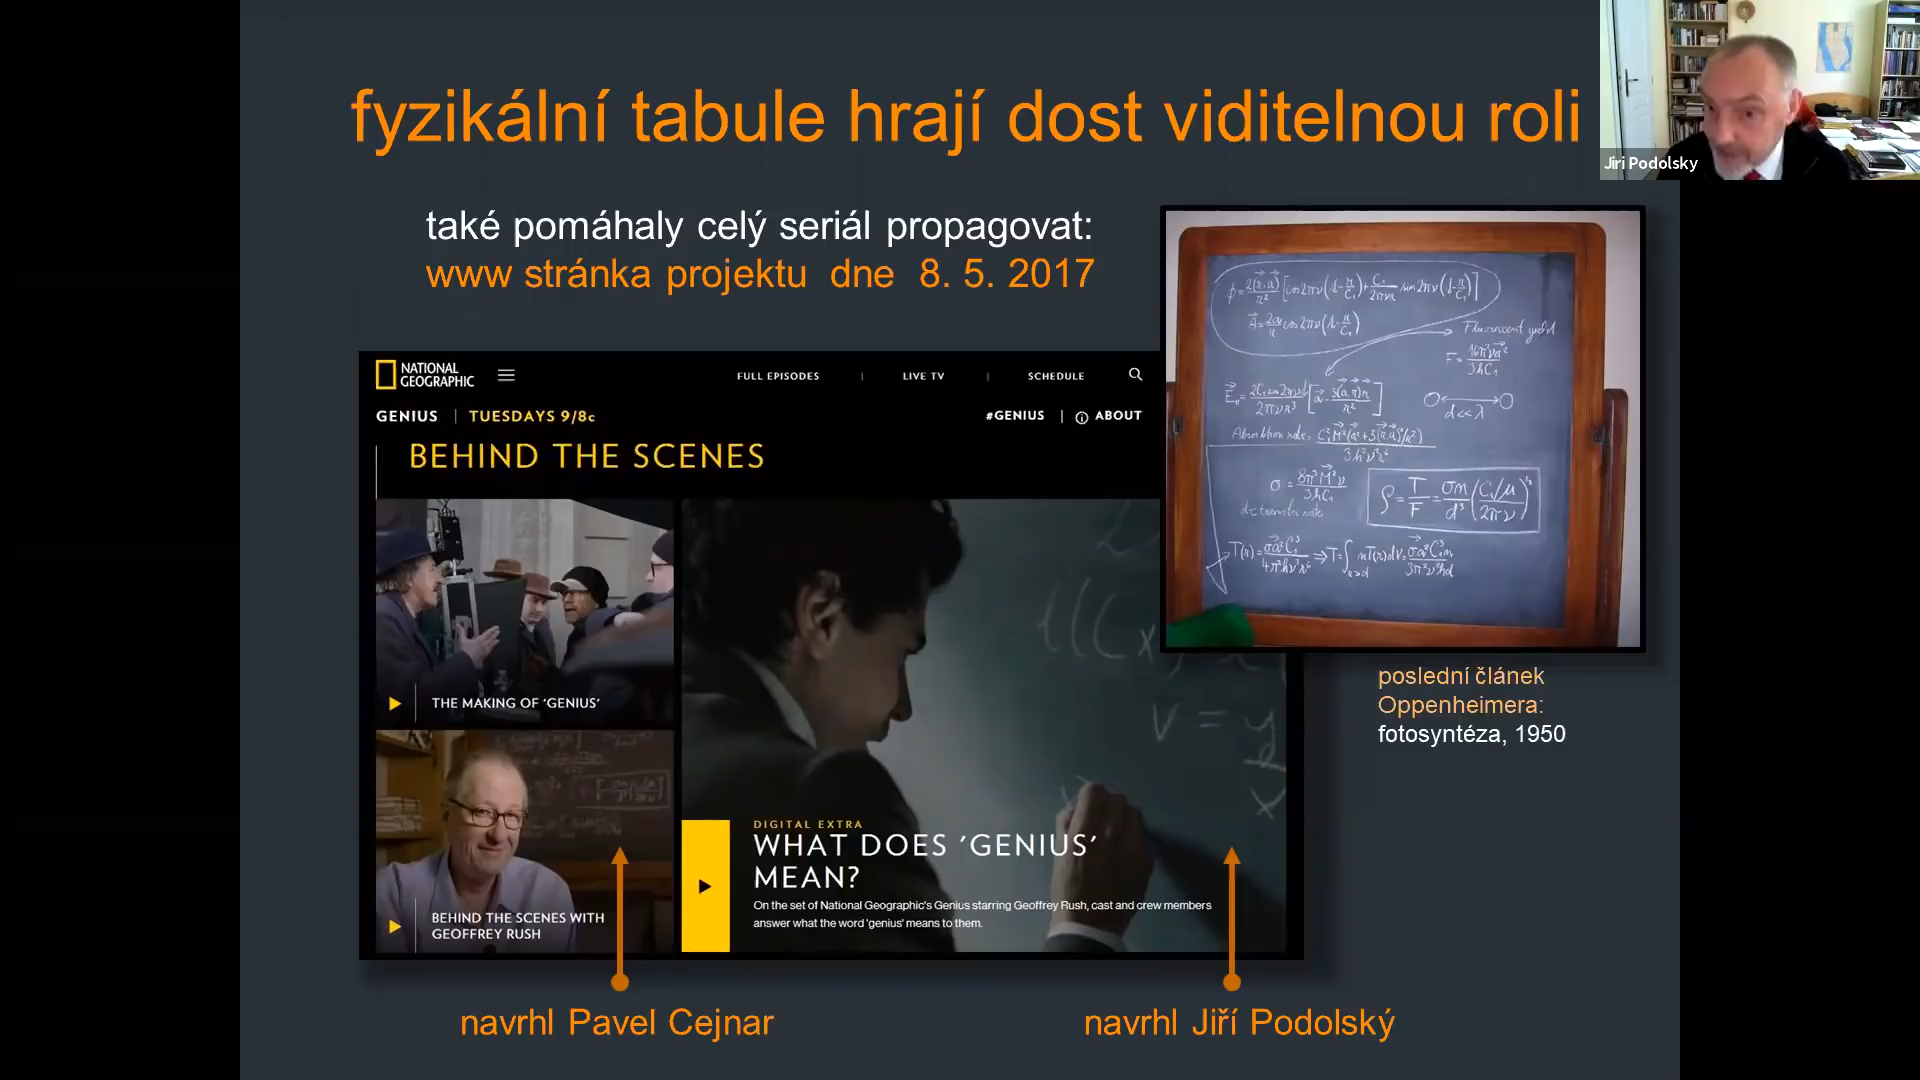 fyzikální tabule hrají dost viditelnou roli
Jiri Podolsky
také pomáhaly celý seriál propagovat:
www stránka projektu dne 8. 5. 2017
NATIONAL
GEOGRAPHIC
FULL EPISODES | LIVE TV | SCHEDULE
GENIUS | TUESDAYS 9/8c
#GENIUS | ABOUT
BEHIND THE SCENES
THE MAKING OF ‘GENIUS’
BEHIND THE SCENES WITH
GEOFFREY RUSH
DIGITAL EXTRA
WHAT DOES ‘GENIUS’
MEAN?
On the set of National Geographic's Genius starring Geoffrey Rush, cast and crew members
answer what the word 'genius' means to them.
Fluorescent yield
d<<λ
Absorbtion rate=
poslední článek
Oppenheimera:
fotosyntéza, 1950
navrhl Pavel Cejnar
navrhl Jiří Podolský